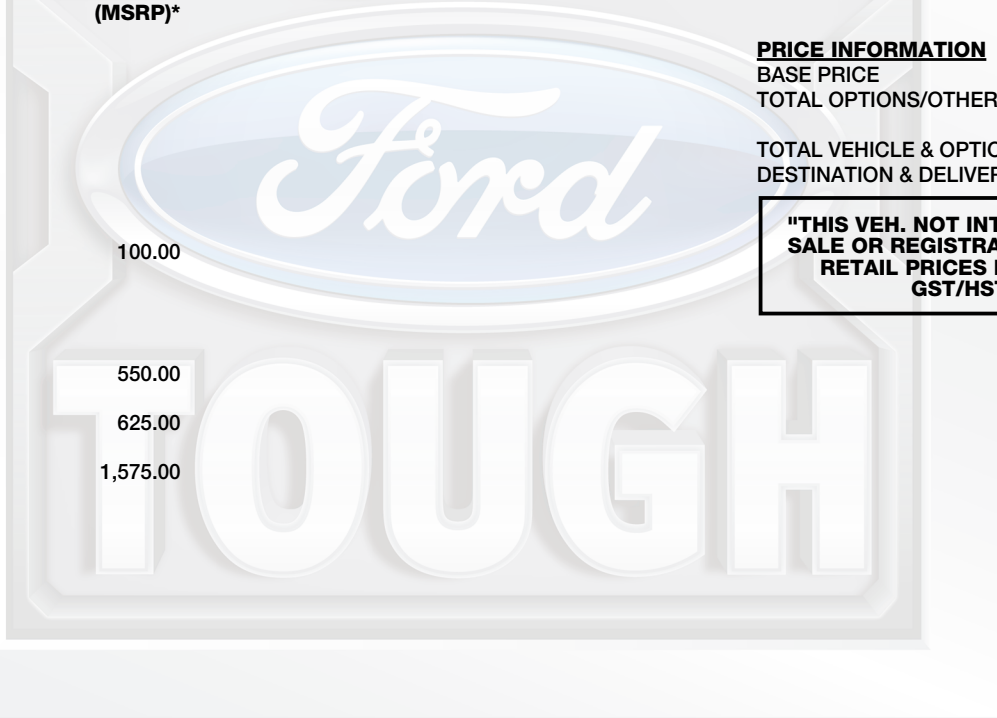 (MSRP)*
PRICE INFORMATION
BASE PRICE
TOTAL OPTIONS/OTHER
TOTAL VEHICLE & OPTIO
DESTINATION & DELIVER
"THIS VEH. NOT INT
SALE OR REGISTRA
RETAIL PRICES
GST/HST
100.00
550.00
625.00
1,575.00
Ford
TOUGH